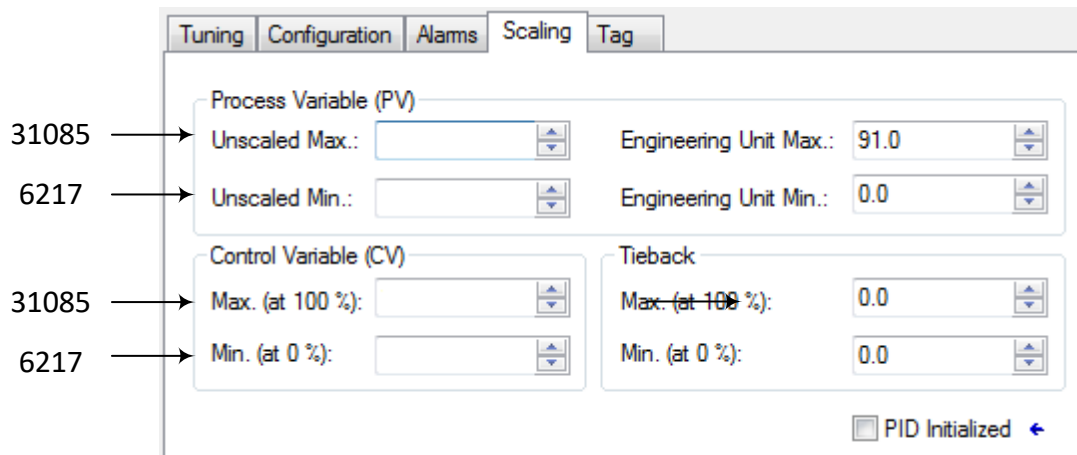 Tuning Configuration Alarms Scaling Tag
Process Variable (PV)
31085 Unscaled Max.: Engineering Unit Max.: 91.0
6217 Unscaled Min.: Engineering Unit Min.: 0.0
Control Variable (CV) Tieback
31085 Max. (at 100 %): Max. (at 100 %): 0.0
6217 Min. (at 0 %): Min. (at 0 %): 0.0
PID Initialized